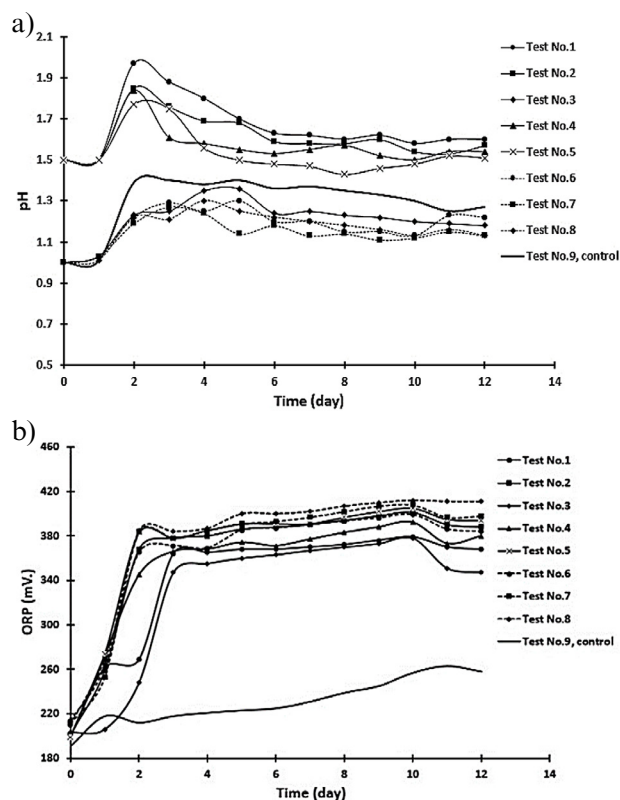 a)
2.1
1.9
1.7
1.5
1.3
1.1
0.9
0.7
0.5
pH
0 2 4 6 8 10 12 14
Time (day)
Test No.1
Test No.2
Test No.3
Test No.4
Test No.5
Test No.6
Test No.7
Test No.8
Test No.9, control
b)
460
420
380
340
300
260
220
180
ORP (mV.)
0 2 4 6 8 10 12 14
Time (day)
Test No.1
Test No.2
Test No.3
Test No.4
Test No.5
Test No.6
Test No.7
Test No.8
Test No.9, control